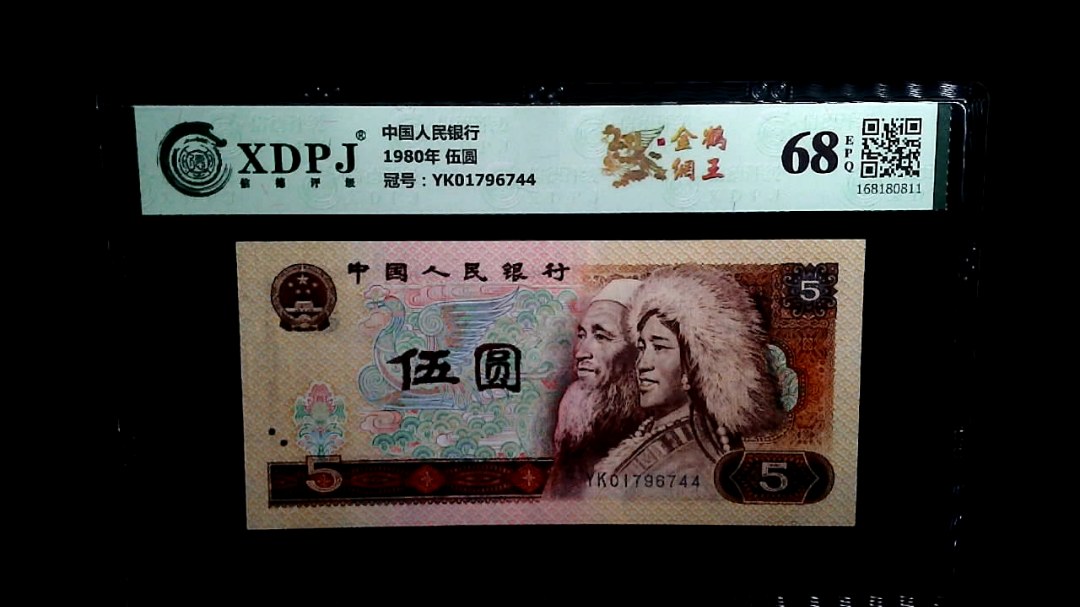 XDPJ®
信德评级
中国人民银行
1980年 伍圆
冠号：YK01796744
金鹤
網王
68
EPQ
168180811
中国人民银行
5
伍圆
5
YK01796744
5